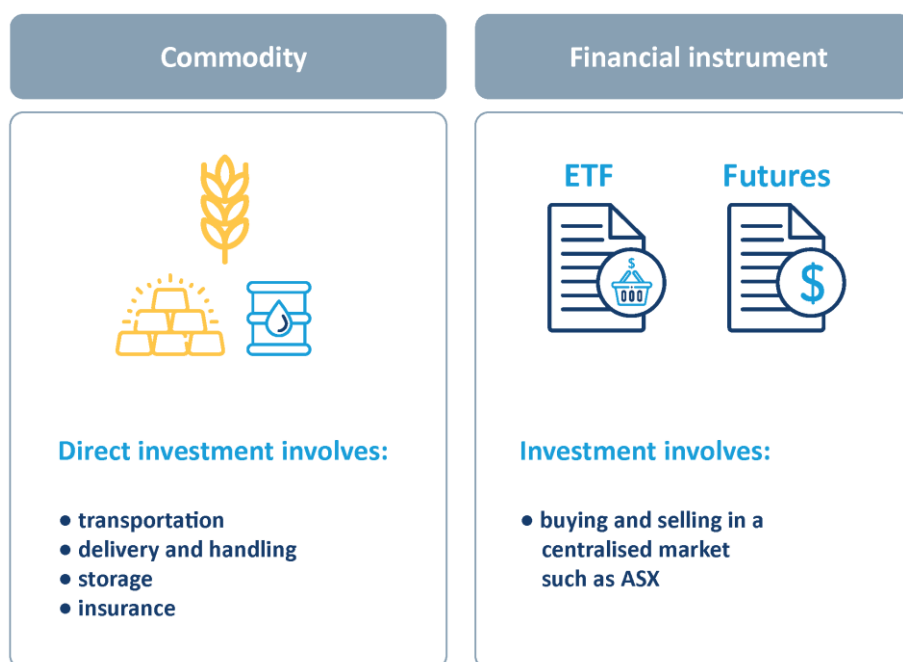 Commodity
Direct investment involves:
● transportation
● delivery and handling
● storage
● insurance
Financial instrument
ETF
Futures
$
$
Investment involves:
● buying and selling in a
centralised market
such as ASX